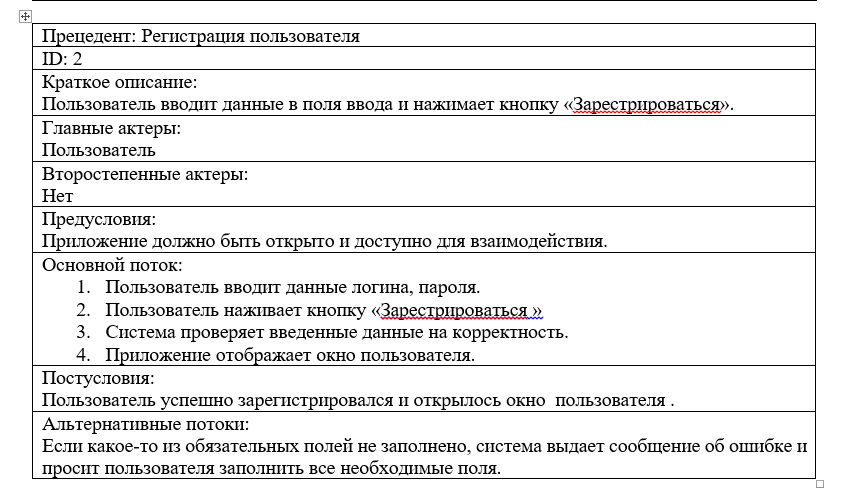 Прецедент: Регистрация пользователя
ID: 2
Краткое описание:
Пользователь вводит данные в поля ввода и нажимает кнопку «Зарестрироваться».
Главные актеры:
Пользователь
Второстепенные актеры:
Нет
Предусловия:
Приложение должно быть открыто и доступно для взаимодействия.
Основной поток:
1. Пользователь вводит данные логина, пароля.
2. Пользователь наживает кнопку «Зарестрироваться »
3. Система проверяет введенные данные на корректность.
4. Приложение отображает окно пользователя.
Постусловия:
Пользователь успешно зарегистрировался и открылось окно  пользователя .
Альтернативные потоки:
Если какое-то из обязательных полей не заполнено, система выдает сообщение об ошибке и
просит пользователя заполнить все необходимые поля.